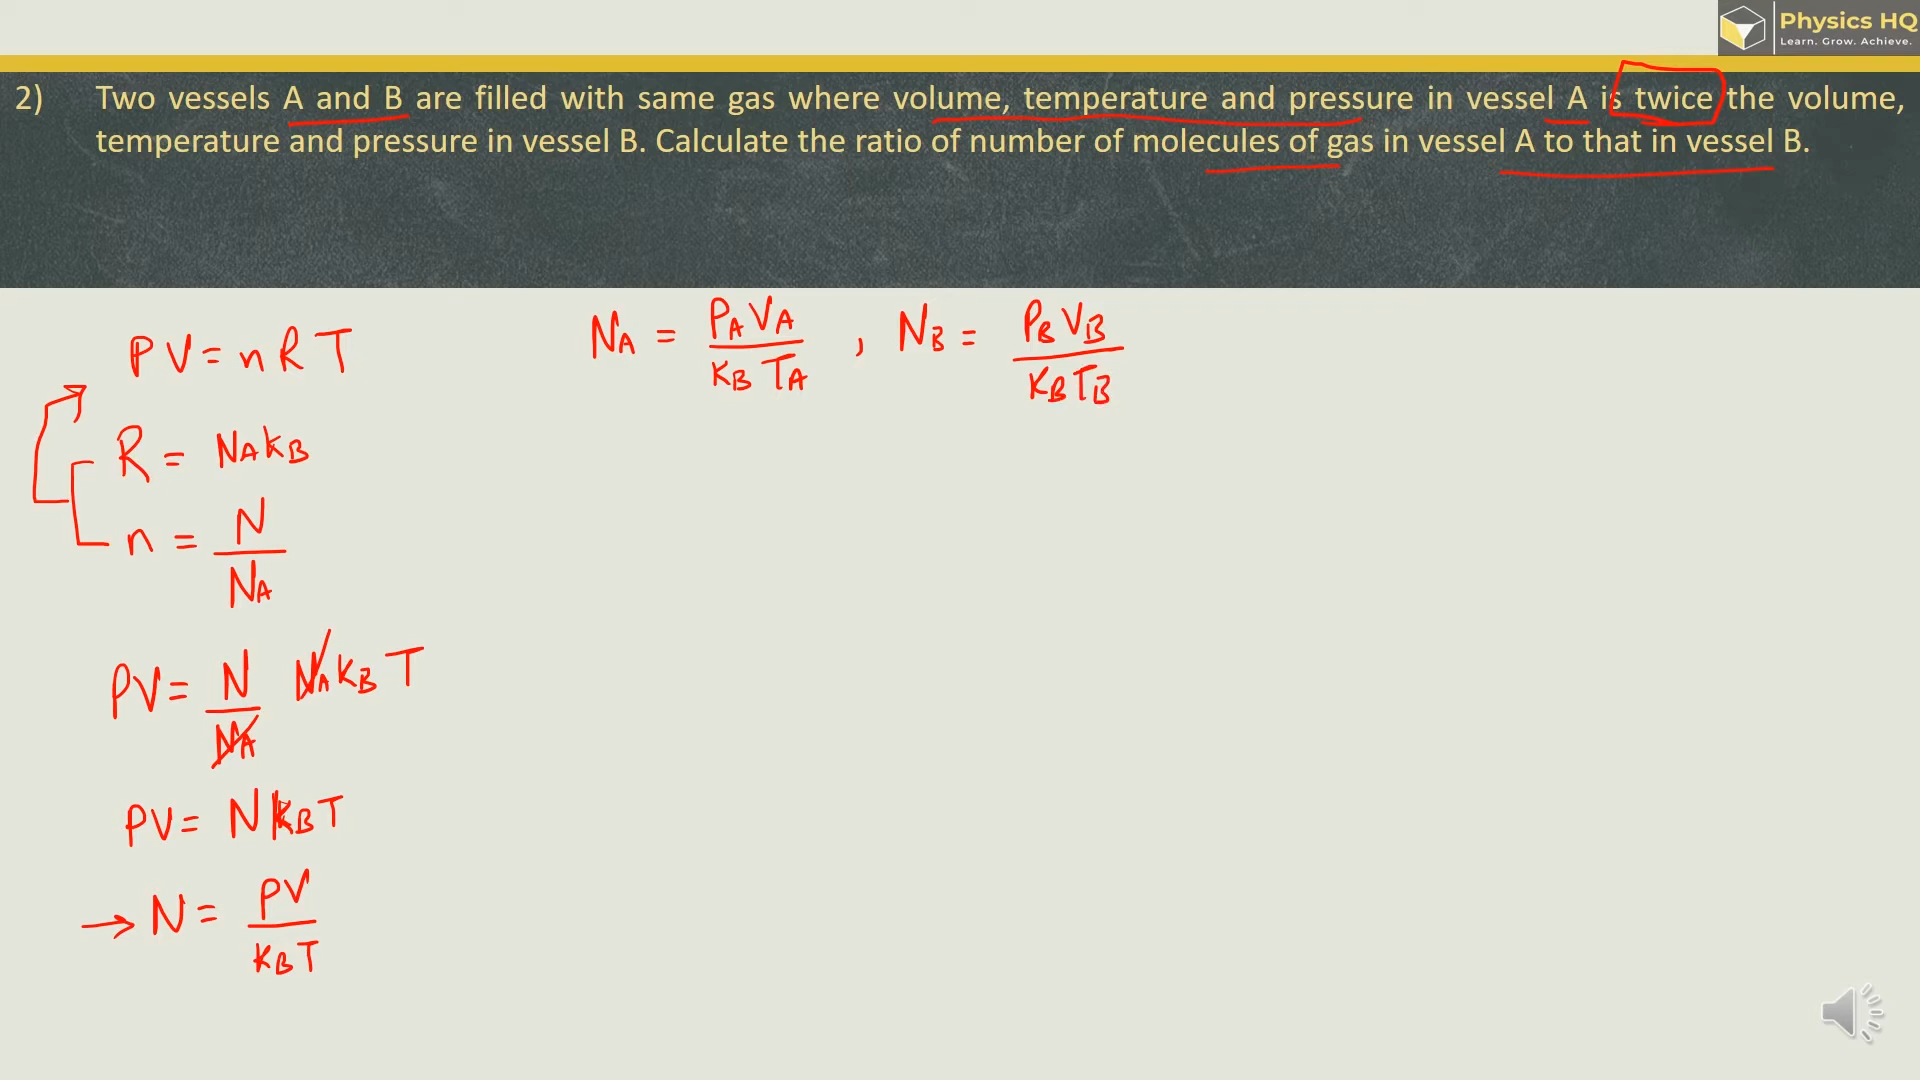 Physics HQ
Learn. Grow. Achieve.
2) Two vessels A and B are filled with same gas where volume, temperature and pressure in vessel A is twice the volume,
temperature and pressure in vessel B. Calculate the ratio of number of molecules of gas in vessel A to that in vessel B.
PV = nRT
R = NAKB
n = N/NA
PV = N/NA NAKBT
PV = NKBT
→ N = PV/KBT
NA = PAVA/KBTA , NB = PBVB/KBTB